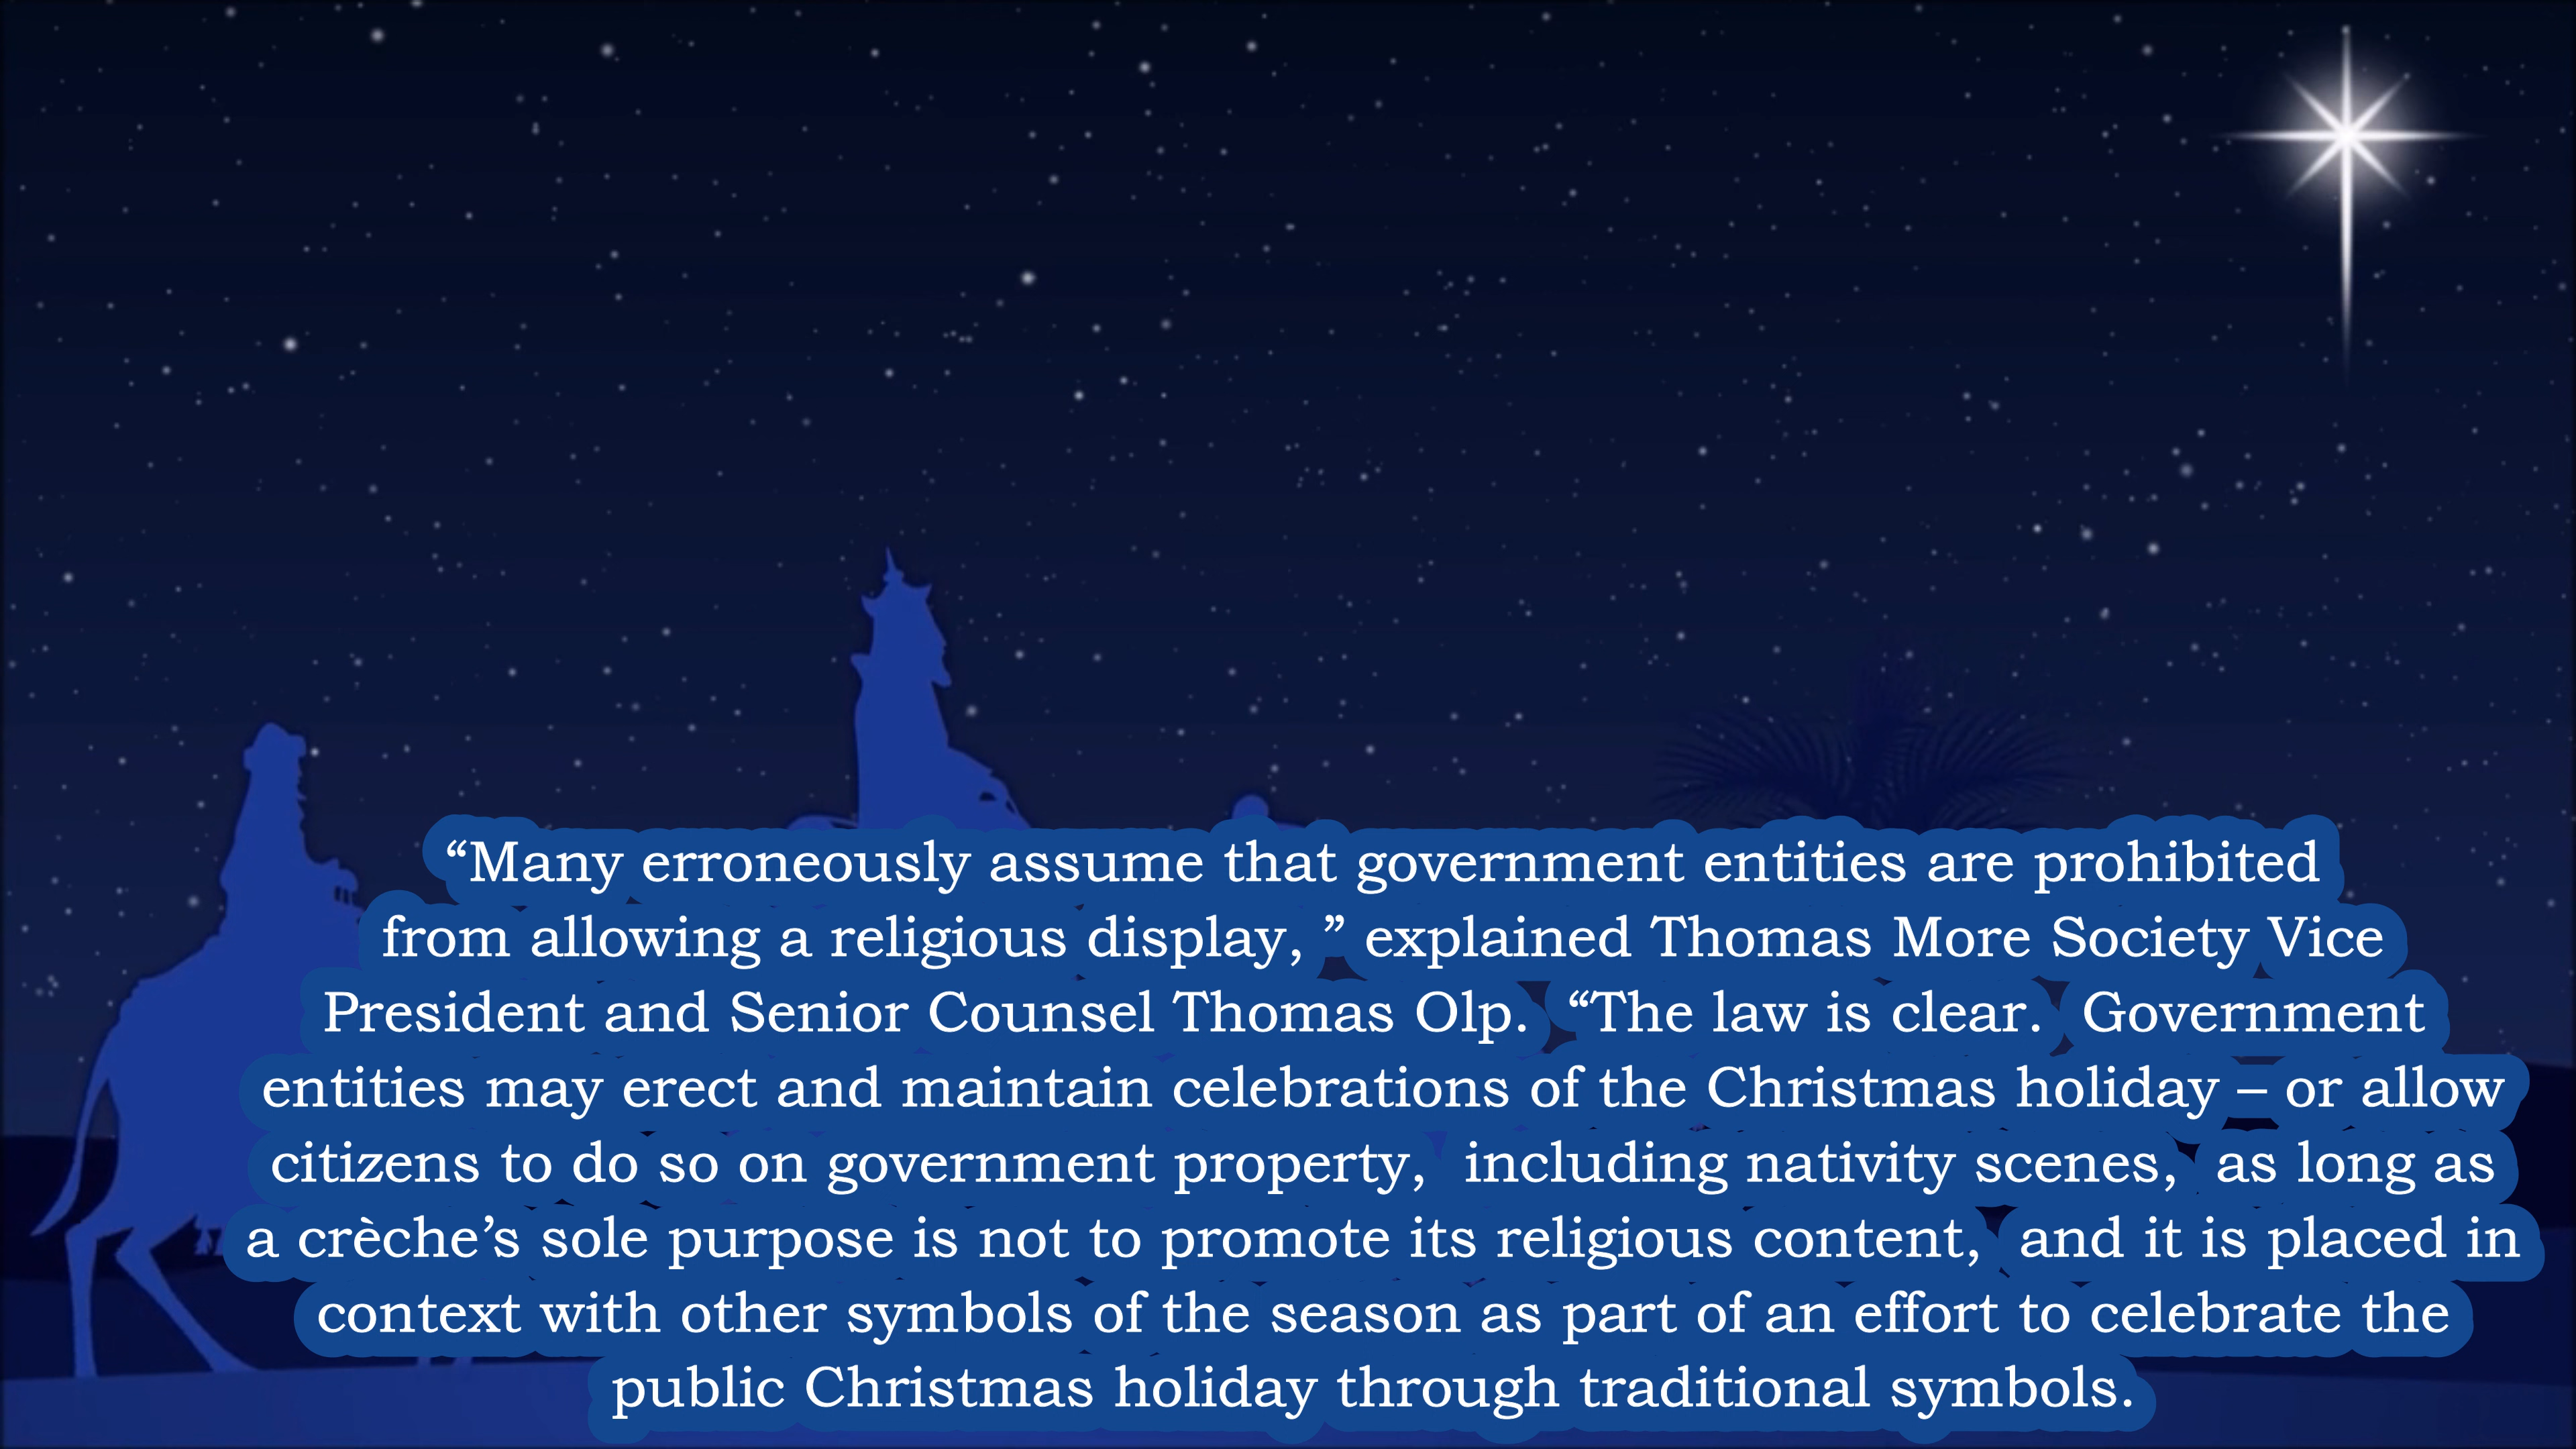 “Many erroneously assume that government entities are prohibited
from allowing a religious display, ” explained Thomas More Society Vice
President and Senior Counsel Thomas Olp.  “The law is clear.  Government
entities may erect and maintain celebrations of the Christmas holiday – or allow
citizens to do so on government property,  including nativity scenes,  as long as
a crèche’s sole purpose is not to promote its religious content,  and it is placed in
context with other symbols of the season as part of an effort to celebrate the
public Christmas holiday through traditional symbols.